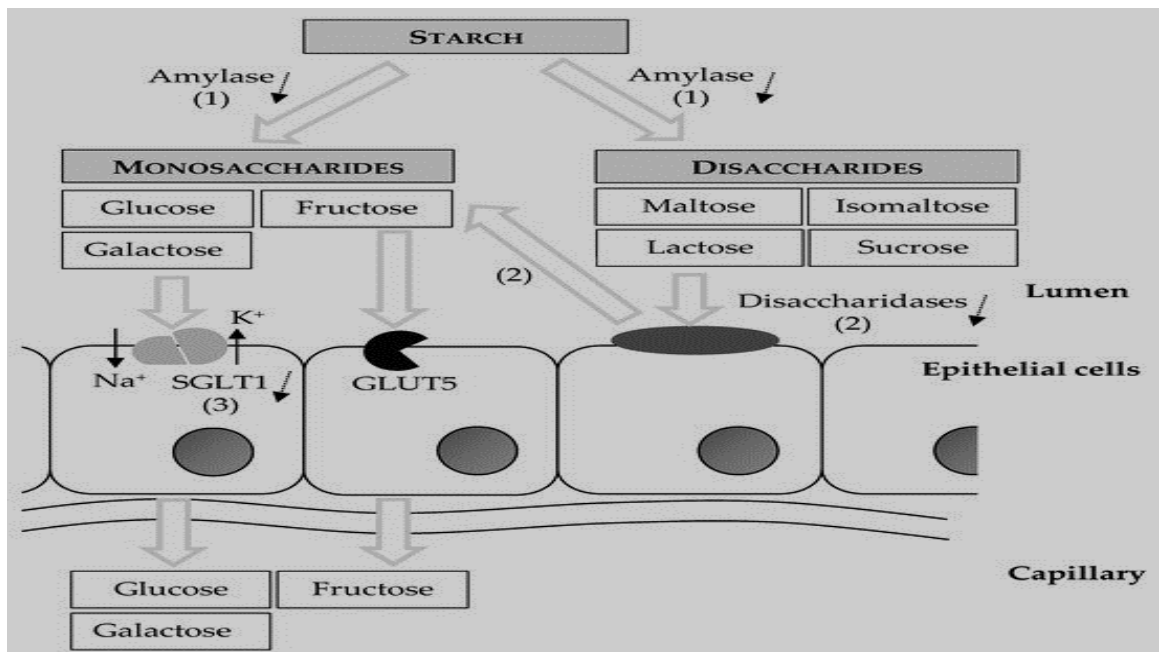 STARCH
Amylase
(1)
Amylase
(1)
MONOSACCHARIDES
DISACCHARIDES
Glucose
Fructose
Maltose
Isomaltose
Galactose
Lactose
Sucrose
(2)
Disaccharidases
(2)
Lumen
K⁺
Na⁺
SGLT1
(3)
GLUT5
Epithelial cells
Glucose
Fructose
Capillary
Galactose